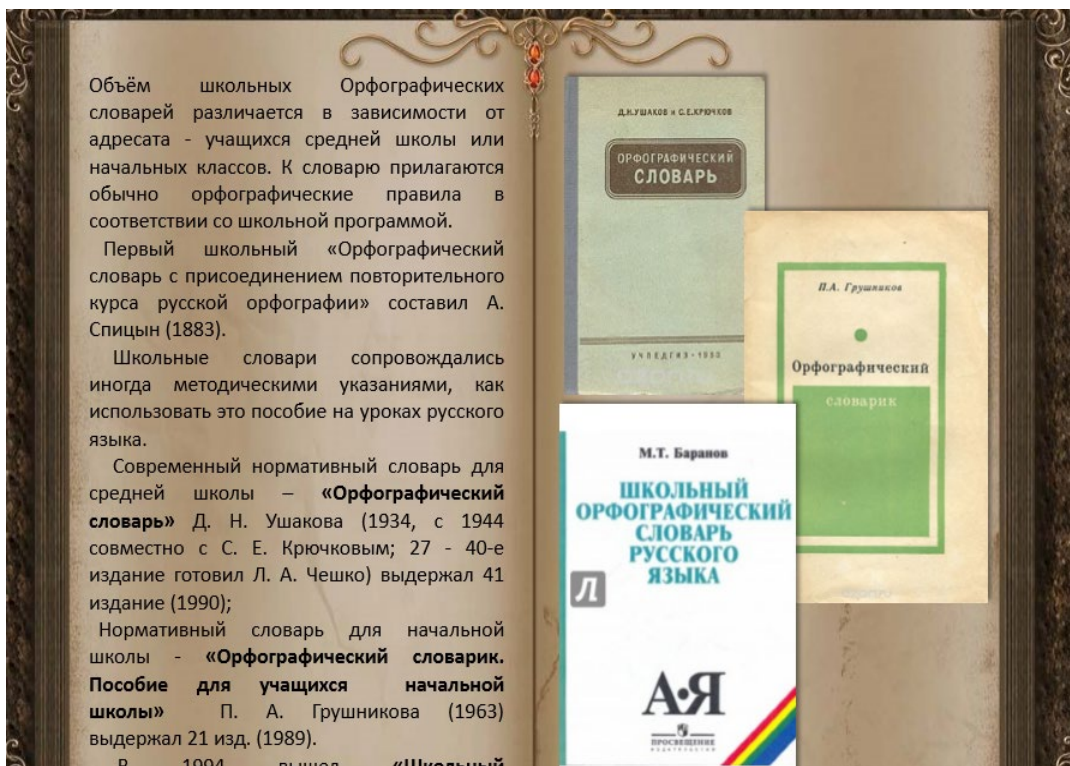 Объём школьных Орфографических
словарей различается в зависимости от
адресата - учащихся средней школы или
начальных классов. К словарю прилагаются
обычно орфографические правила в
соответствии со школьной программой.
Первый школьный «Орфографический
словарь с присоединением повторительного
курса русской орфографии» составил А.
Спицын (1883).
Школьные словари сопровождались
иногда методическими указаниями, как
использовать это пособие на уроках русского
языка.
Современный нормативный словарь для
средней школы – «Орфографический
словарь» Д. Н. Ушакова (1934, с 1944
совместно с С. Е. Крючковым; 27 - 40-е
издание готовил Л. А. Чешко) выдержал 41
издание (1990);
Нормативный словарь для начальной
школы - «Орфографический словарик.
Пособие для учащихся начальной
школы» П. А. Грушникова (1963)
выдержал 21 изд. (1989).
В 1994 вышел «Школьный
Д.Н.УШАКОВ и С.Е.КРЮЧКОВ
ОРФОГРАФИЧЕСКИЙ
СЛОВАРЬ
УЧПЕДГИЗ
П.А. Грушников
Орфографический
словарик
М.Т. Баранов
ШКОЛЬНЫЙ
ОРФОГРАФИЧЕСКИЙ
СЛОВАРЬ
РУССКОГО
ЯЗЫКА
Л
А•Я
ПРОСВЕЩЕНИЕ
ИЗДАТЕЛЬСТВО